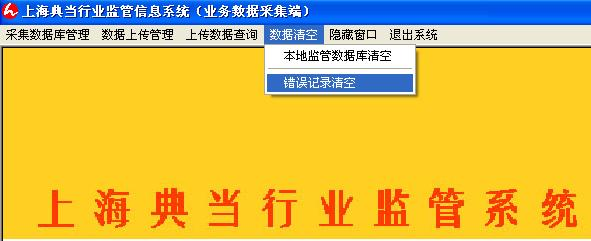 上海典当行业监管信息系统（业务数据采集端）
采集数据库管理 数据上传管理 上传数据查询 数据清空 隐藏窗口 退出系统
本地监管数据库清空
错误记录清空
上海典当行业监管系统